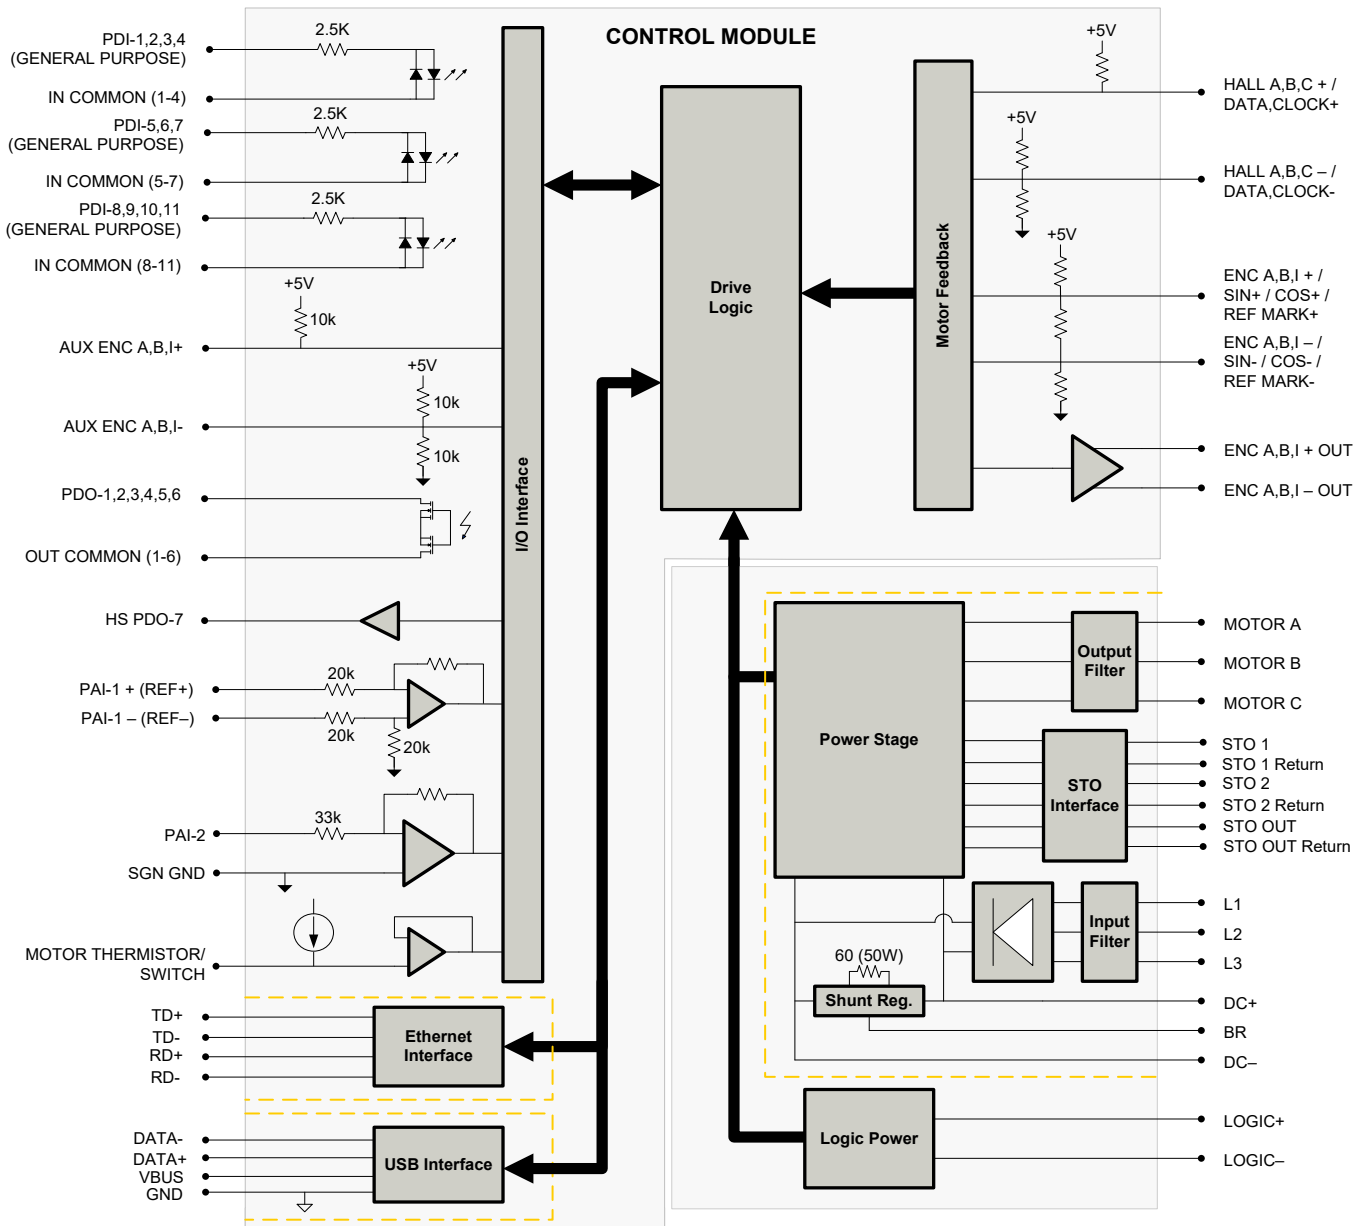 CONTROL MODULE
PDI-1,2,3,4
(GENERAL PURPOSE)
2.5K
IN COMMON (1-4)
PDI-5,6,7
(GENERAL PURPOSE)
2.5K
IN COMMON (5-7)
PDI-8,9,10,11
(GENERAL PURPOSE)
2.5K
IN COMMON (8-11)
+5V
10k
AUX ENC A,B,I+
+5V
10k
AUX ENC A,B,I-
10k
PDO-1,2,3,4,5,6
OUT COMMON (1-6)
HS PDO-7
PAI-1 + (REF+)
20k
PAI-1 – (REF–)
20k
20k
PAI-2
33k
SGN GND
MOTOR THERMISTOR/
SWITCH
I/O Interface
TD+
TD-
RD+
RD-
Ethernet
Interface
DATA-
DATA+
VBUS
GND
USB Interface
Drive
Logic
Motor Feedback
+5V
HALL A,B,C + /
DATA,CLOCK+
+5V
HALL A,B,C – /
DATA,CLOCK-
+5V
ENC A,B,I + /
SIN+ / COS+ /
REF MARK+
ENC A,B,I – /
SIN- / COS- /
REF MARK-
ENC A,B,I + OUT
ENC A,B,I – OUT
Power Stage
Output
Filter
MOTOR A
MOTOR B
MOTOR C
STO
Interface
STO 1
STO 1 Return
STO 2
STO 2 Return
STO OUT
STO OUT Return
Input
Filter
L1
L2
L3
60 (50W)
Shunt Reg.
DC+
BR
DC–
Logic Power
LOGIC+
LOGIC–